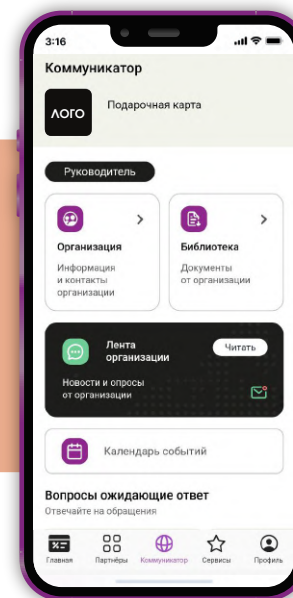 3:16
Коммуникатор
ЛОГО
Подарочная карта
Руководитель
Организация
Информация
и контакты
организации
Библиотека
Документы
от организации
Лента
организации
Читать
Новости и опросы
от организации
Календарь событий
Вопросы ожидающие ответ
Отвечайте на обращения
Главная
Партнёры
Коммуникатор
Сервисы
Профиль